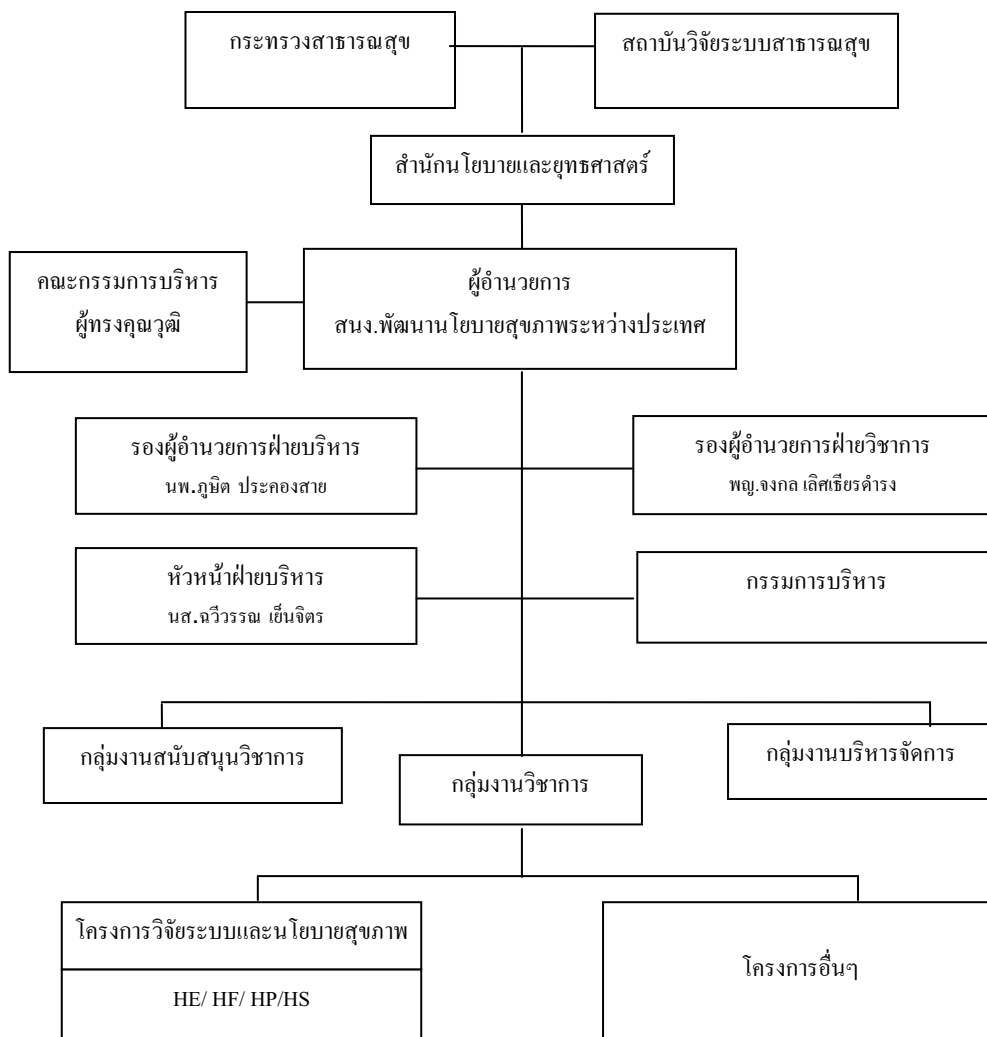 กระทรวงสาธารณสุข
สถาบันวิจัยระบบสาธารณสุข
สำนักนโยบายและยุทธศาสตร์
คณะกรรมการบริหาร
ผู้ทรงคุณวุฒิ
ผู้อำนวยการ
สนง.พัฒนานโยบายสุขภาพระหว่างประเทศ
รองผู้อำนวยการฝ่ายบริหาร
นพ.ภูษิต ประคองสาย
รองผู้อำนวยการฝ่ายวิชาการ
พญ.จงกล เลิศเธียรดำรง
หัวหน้าฝ่ายบริหาร
นส.ฉวีวรรณ เย็นจิตร
กรรมการบริหาร
กลุ่มงานสนับสนุนวิชาการ
กลุ่มงานวิชาการ
กลุ่มงานบริหารจัดการ
โครงการวิจัยระบบและนโยบายสุขภาพ
HE/ HF/ HP/HS
โครงการอื่นๆ